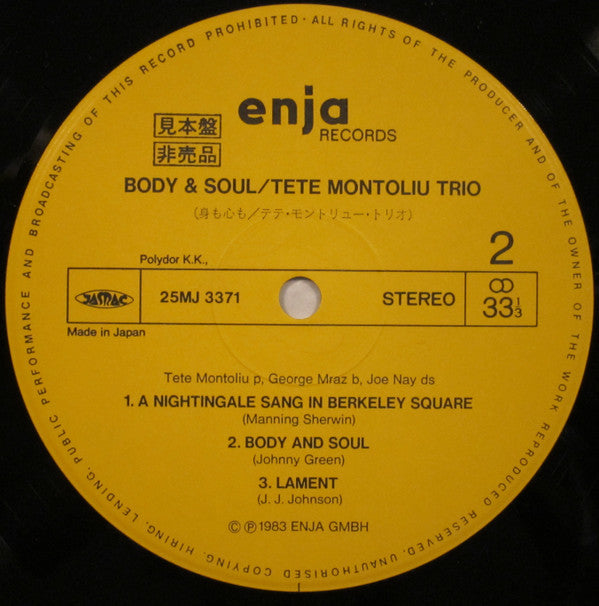 enja
RECORDS
見本盤
非売品
BODY & SOUL/TETE MONTOLIU TRIO
(身も心も/テテ・モントリュー・トリオ)
Polydor K.K.,
2
JASRAC
25MJ 3371
STEREO
33 1/3
Made in Japan
Tete Montoliu p, George Mraz b, Joe Nay ds
1. A NIGHTINGALE SANG IN BERKELEY SQUARE
(Manning Sherwin)
2. BODY AND SOUL
(Johnny Green)
3. LAMENT
(J. J. Johnson)
© ℗ 1983 ENJA GMBH
ALL RIGHTS OF THE PRODUCER AND OF THE OWNER OF THE WORK REPRODUCED RESERVED. UNAUTHORISED COPYING, HIRING, LENDING, PUBLIC PERFORMANCE AND BROADCASTING OF THIS RECORD PROHIBITED ·